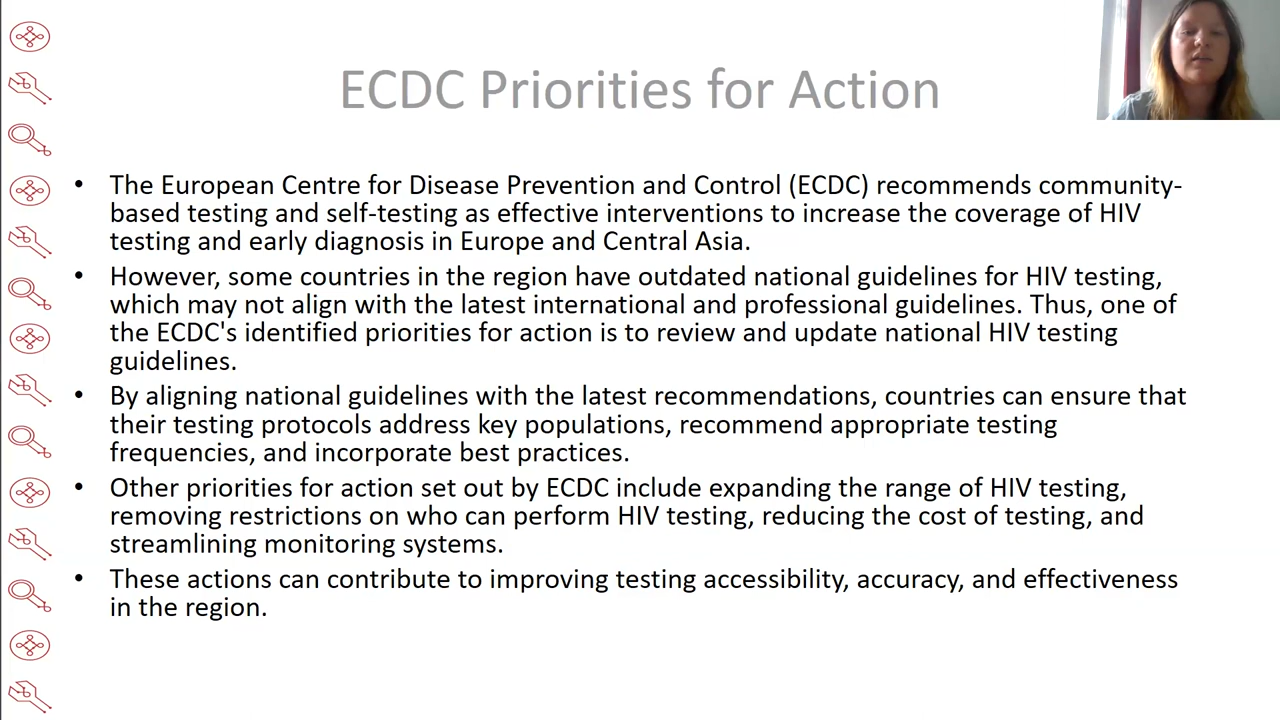 ECDC Priorities for Action
• The European Centre for Disease Prevention and Control (ECDC) recommends community-
based testing and self-testing as effective interventions to increase the coverage of HIV
testing and early diagnosis in Europe and Central Asia.
• However, some countries in the region have outdated national guidelines for HIV testing,
which may not align with the latest international and professional guidelines. Thus, one of
the ECDC's identified priorities for action is to review and update national HIV testing
guidelines.
• By aligning national guidelines with the latest recommendations, countries can ensure that
their testing protocols address key populations, recommend appropriate testing
frequencies, and incorporate best practices.
• Other priorities for action set out by ECDC include expanding the range of HIV testing,
removing restrictions on who can perform HIV testing, reducing the cost of testing, and
streamlining monitoring systems.
• These actions can contribute to improving testing accessibility, accuracy, and effectiveness
in the region.